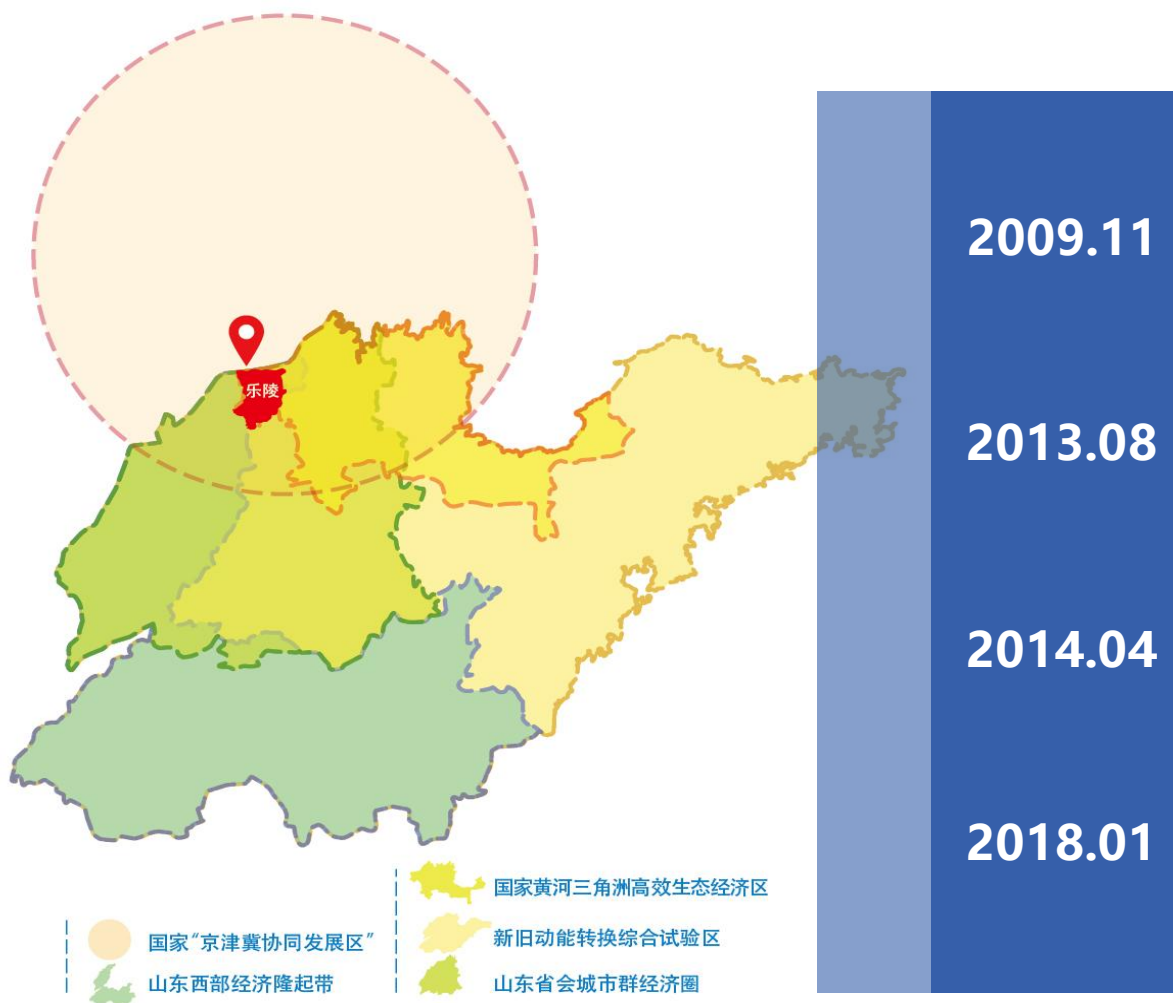 乐陵
2009.11
2013.08
2014.04
2018.01
国家黄河三角洲高效生态经济区
国家“京津冀协同发展区”
新旧动能转换综合试验区
山东西部经济隆起带
山东省会城市群经济圈